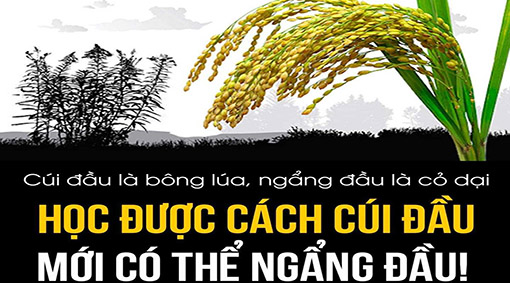 Cúi đầu là bông lúa, ngẩng đầu là cỏ dại
HỌC ĐƯỢC CÁCH CÚI ĐẦU
MỚI CÓ THỂ NGẨNG ĐẦU!